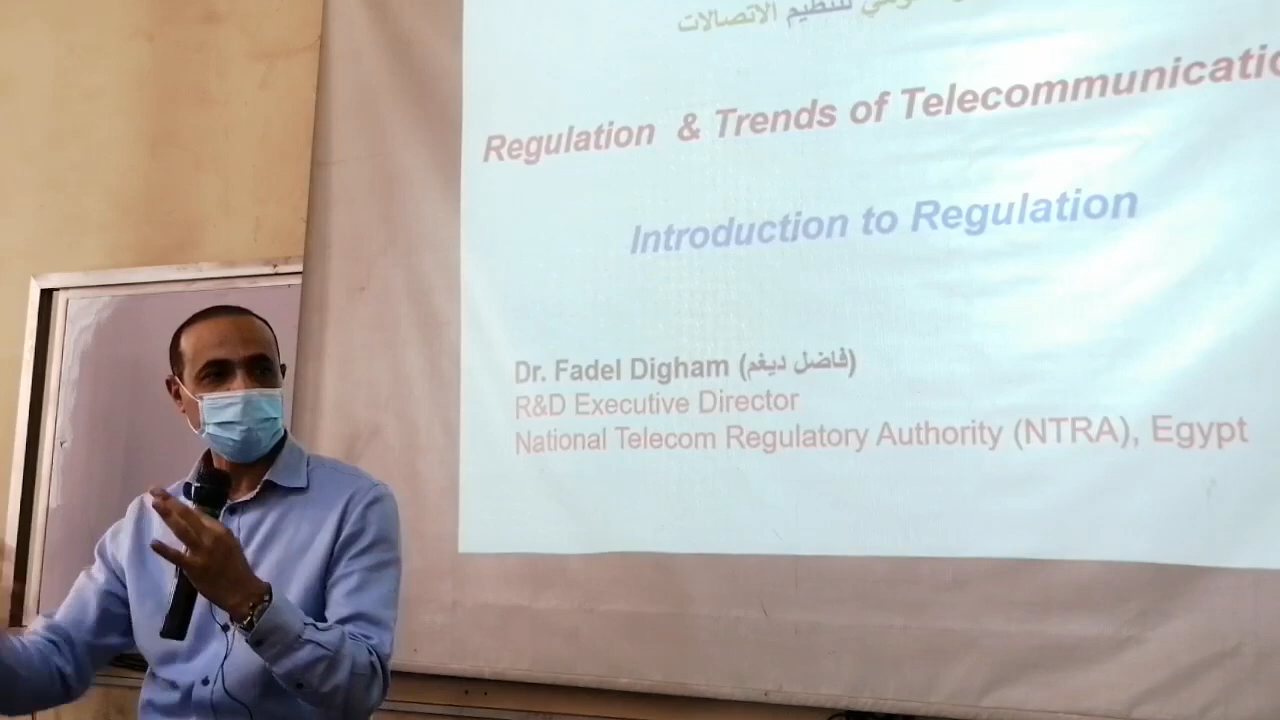 لتنظيم الاتصالات
Regulation & Trends of Telecommunicatio
Introduction to Regulation
Dr. Fadel Digham (فاضل ديغم)
R&D Executive Director
National Telecom Regulatory Authority (NTRA), Egypt